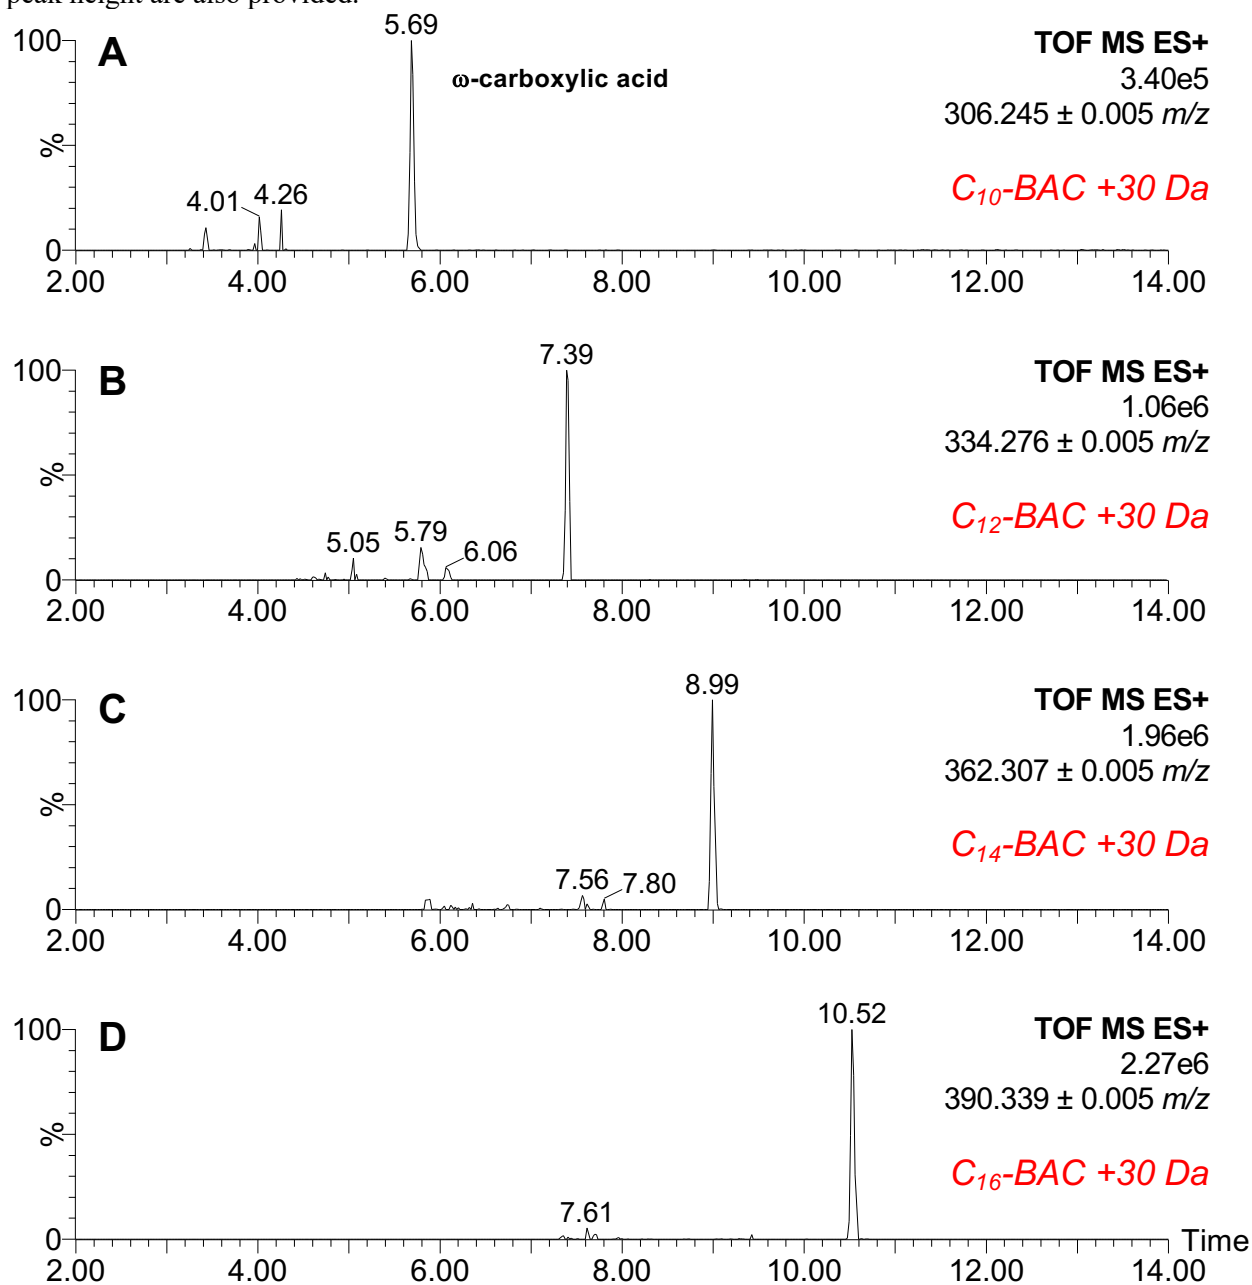 peak height are also provided.
A
TOF MS ES+
3.40e5
306.245 ± 0.005 m/z
C10-BAC +30 Da
ω-carboxylic acid
5.69
4.01
4.26
100
%
0
2.00 4.00 6.00 8.00 10.00 12.00 14.00
B
TOF MS ES+
1.06e6
334.276 ± 0.005 m/z
C12-BAC +30 Da
7.39
5.05
5.79
6.06
100
%
0
2.00 4.00 6.00 8.00 10.00 12.00 14.00
C
TOF MS ES+
1.96e6
362.307 ± 0.005 m/z
C14-BAC +30 Da
8.99
7.56
7.80
100
%
0
2.00 4.00 6.00 8.00 10.00 12.00 14.00
D
TOF MS ES+
2.27e6
390.339 ± 0.005 m/z
C16-BAC +30 Da
10.52
7.61
100
%
0
Time
2.00 4.00 6.00 8.00 10.00 12.00 14.00